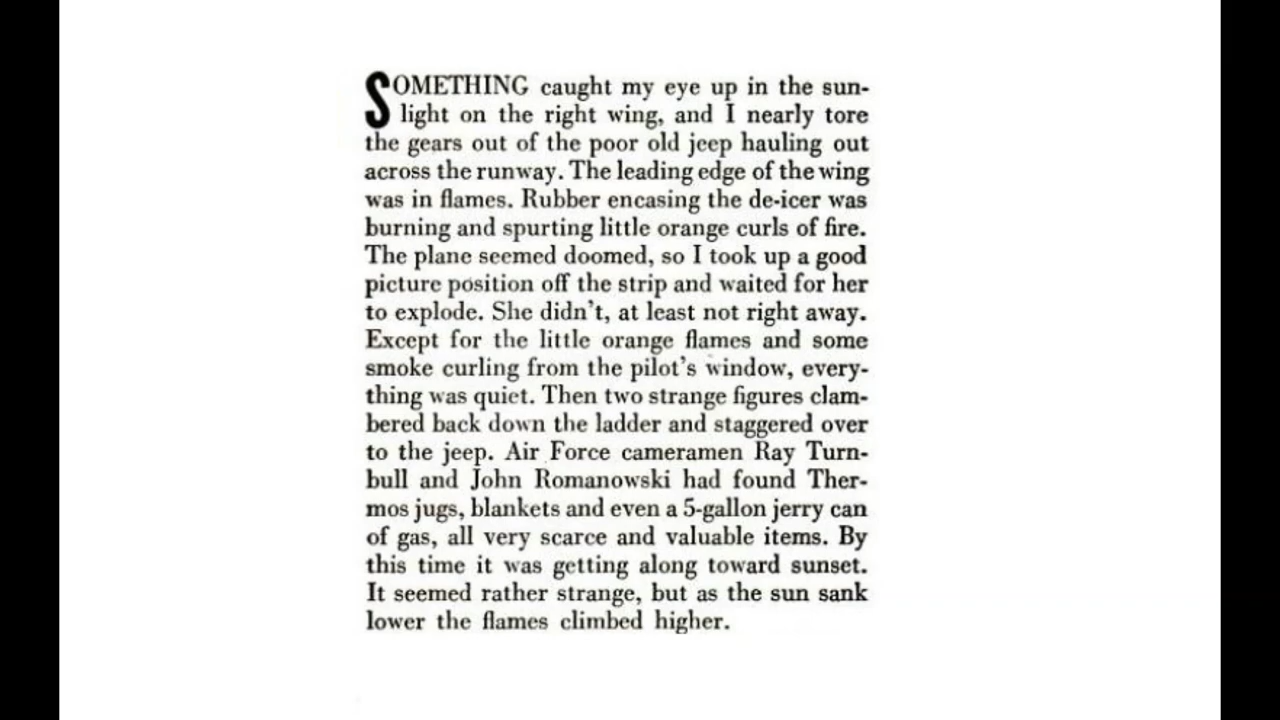 SOMETHING caught my eye up in the sun-
light on the right wing, and I nearly tore
the gears out of the poor old jeep hauling out
across the runway. The leading edge of the wing
was in flames. Rubber encasing the de-icer was
burning and spurting little orange curls of fire.
The plane seemed doomed, so I took up a good
picture position off the strip and waited for her
to explode. She didn't, at least not right away.
Except for the little orange flames and some
smoke curling from the pilot's window, every-
thing was quiet. Then two strange figures clam-
bered back down the ladder and staggered over
to the jeep. Air Force cameramen Ray Turn-
bull and John Romanowski had found Ther-
mos jugs, blankets and even a 5-gallon jerry can
of gas, all very scarce and valuable items. By
this time it was getting along toward sunset.
It seemed rather strange, but as the sun sank
lower the flames climbed higher.